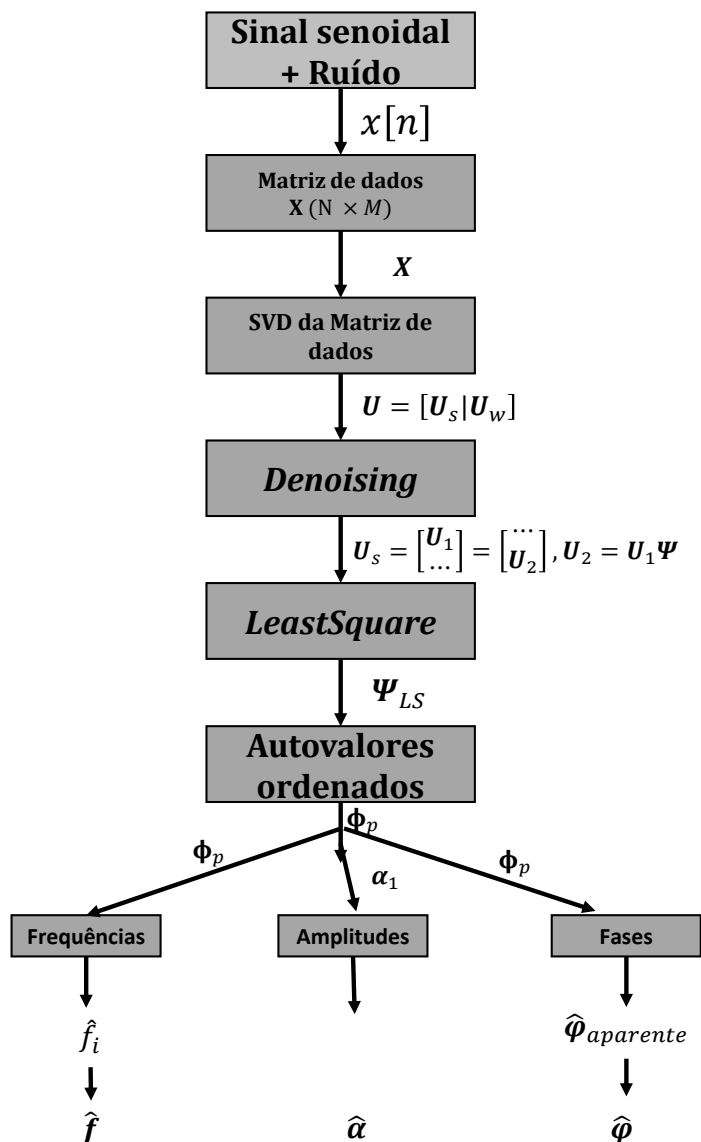 Sinal senoidal
+ Ruído
x[n]
Matriz de dados
X (N × M)
X
SVD da Matriz de
dados
U = [U_s|U_w]
Denoising
U_s = [U_1 ...] = [... U_2], U_2 = U_1Ψ
LeastSquare
Ψ_LS
Autovalores
ordenados
Φ_p
Φ_p
α_1
Φ_p
Frequências
Amplitudes
Fases
f̂_i
φ̂_aparente
f̂
α̂
φ̂